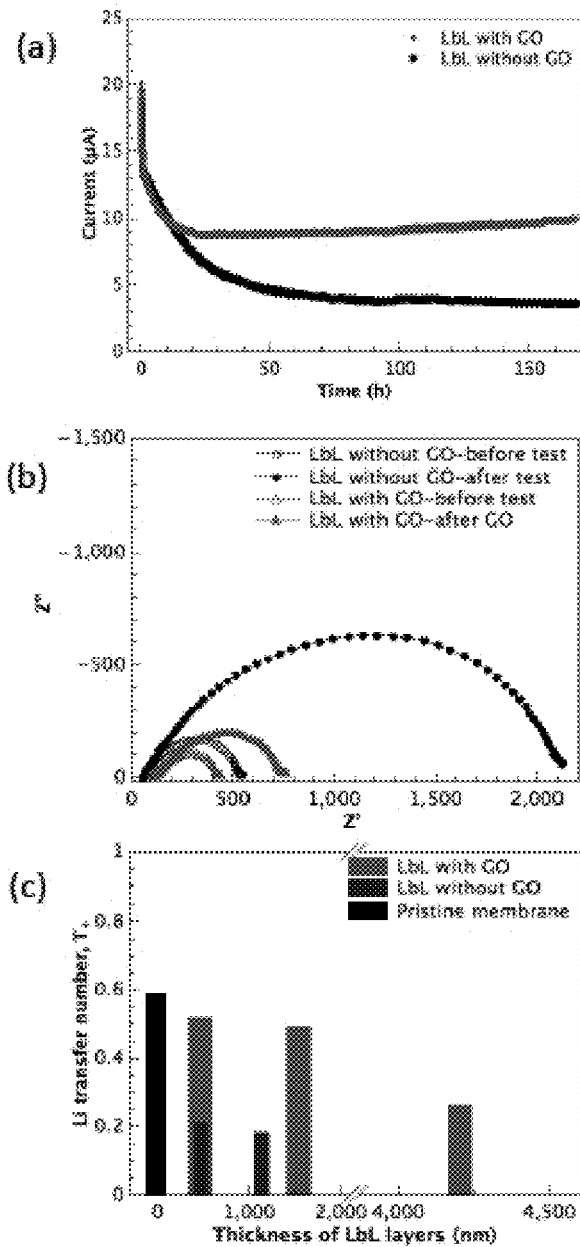 (a)
25
20
15
10
5
0
Current (µA)
LbL with GO
LbL without GO
0
50
100
150
Time (h)
(b)
-1,500
-1,000
-500
0
Z"
LbL without GO-before test
LbL without GO-after test
LbL with GO-before test
LbL with GO-after GO
0
500
1,000
1,500
2,000
Z'
(c)
1
0.8
0.6
0.4
0.2
0
Li transfer number, T+
LbL with GO
LbL without GO
Pristine membrane
0
1,000
2,000
4,000
4,500
Thickness of LbL layers (nm)